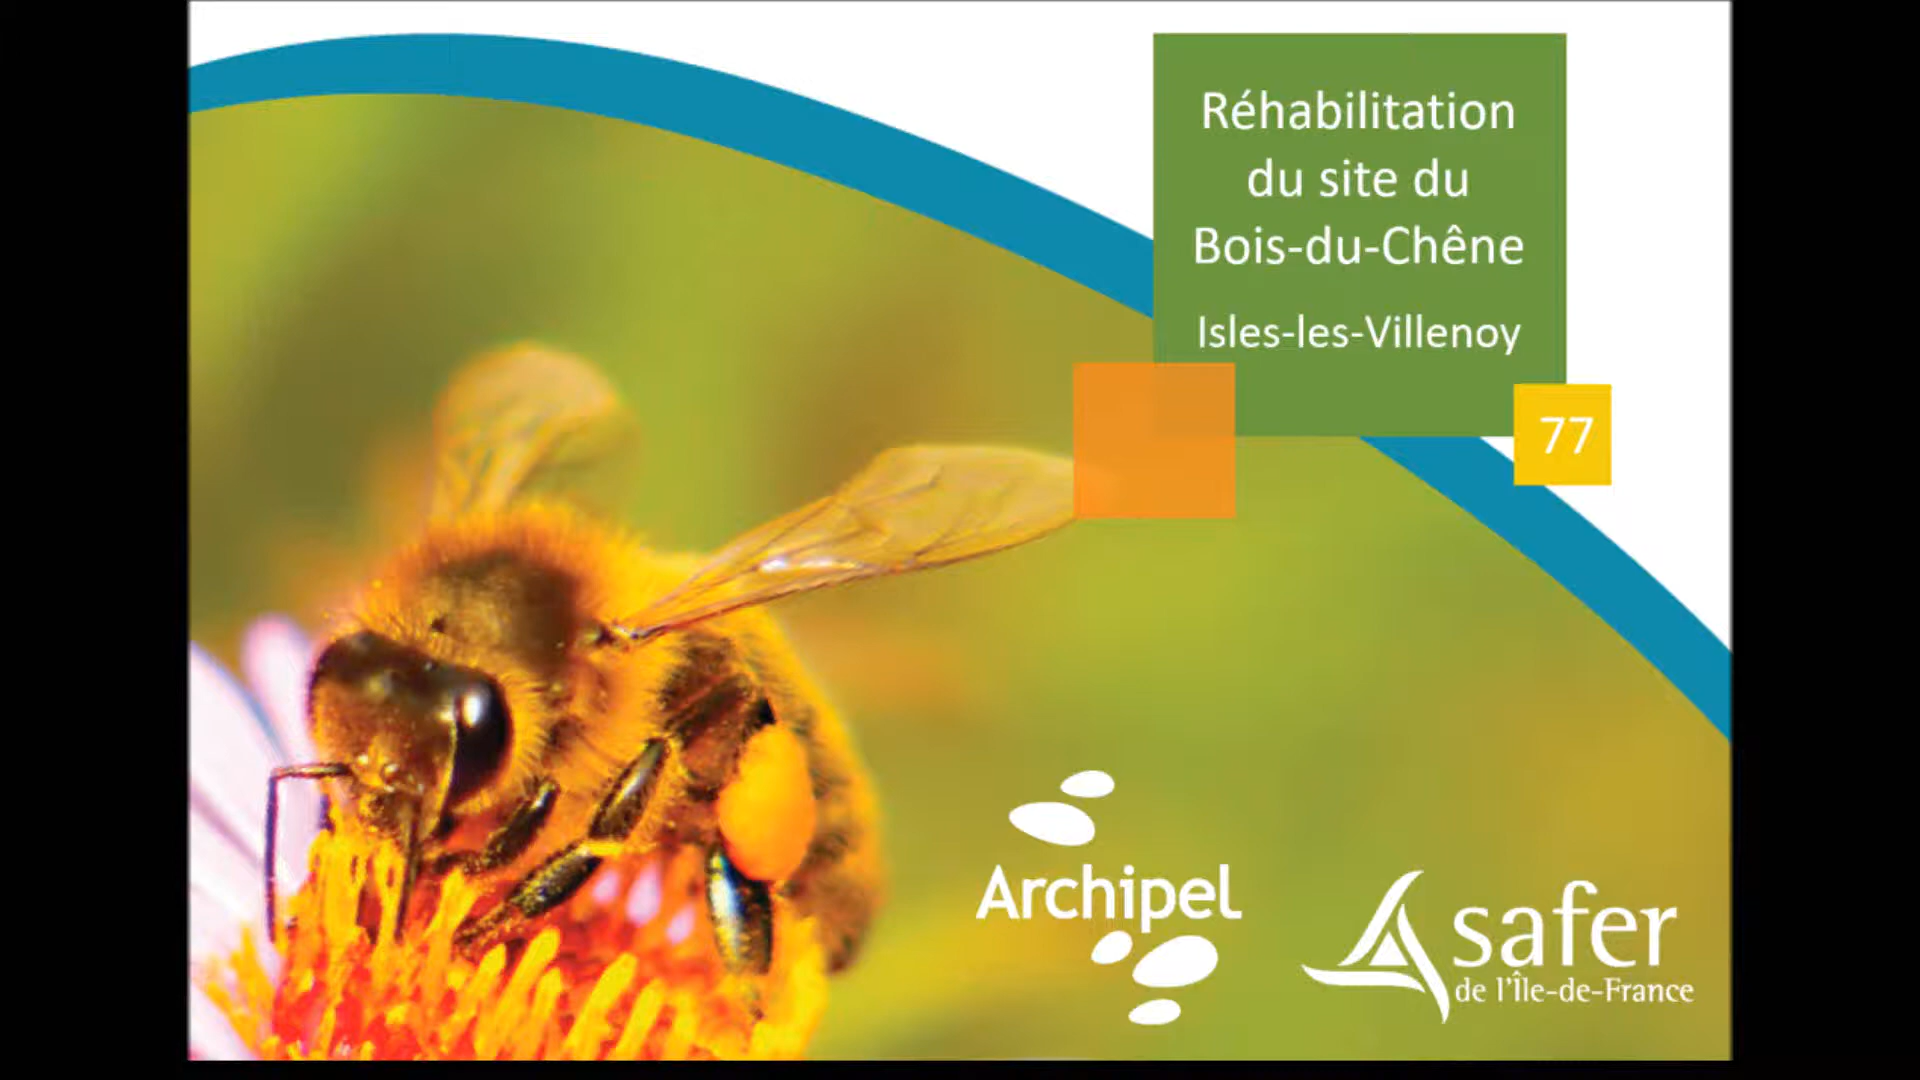 Réhabilitation
du site du
Bois-du-Chêne
Isles-les-Villenoy
77
Archipel
safer
de l'Île-de-France